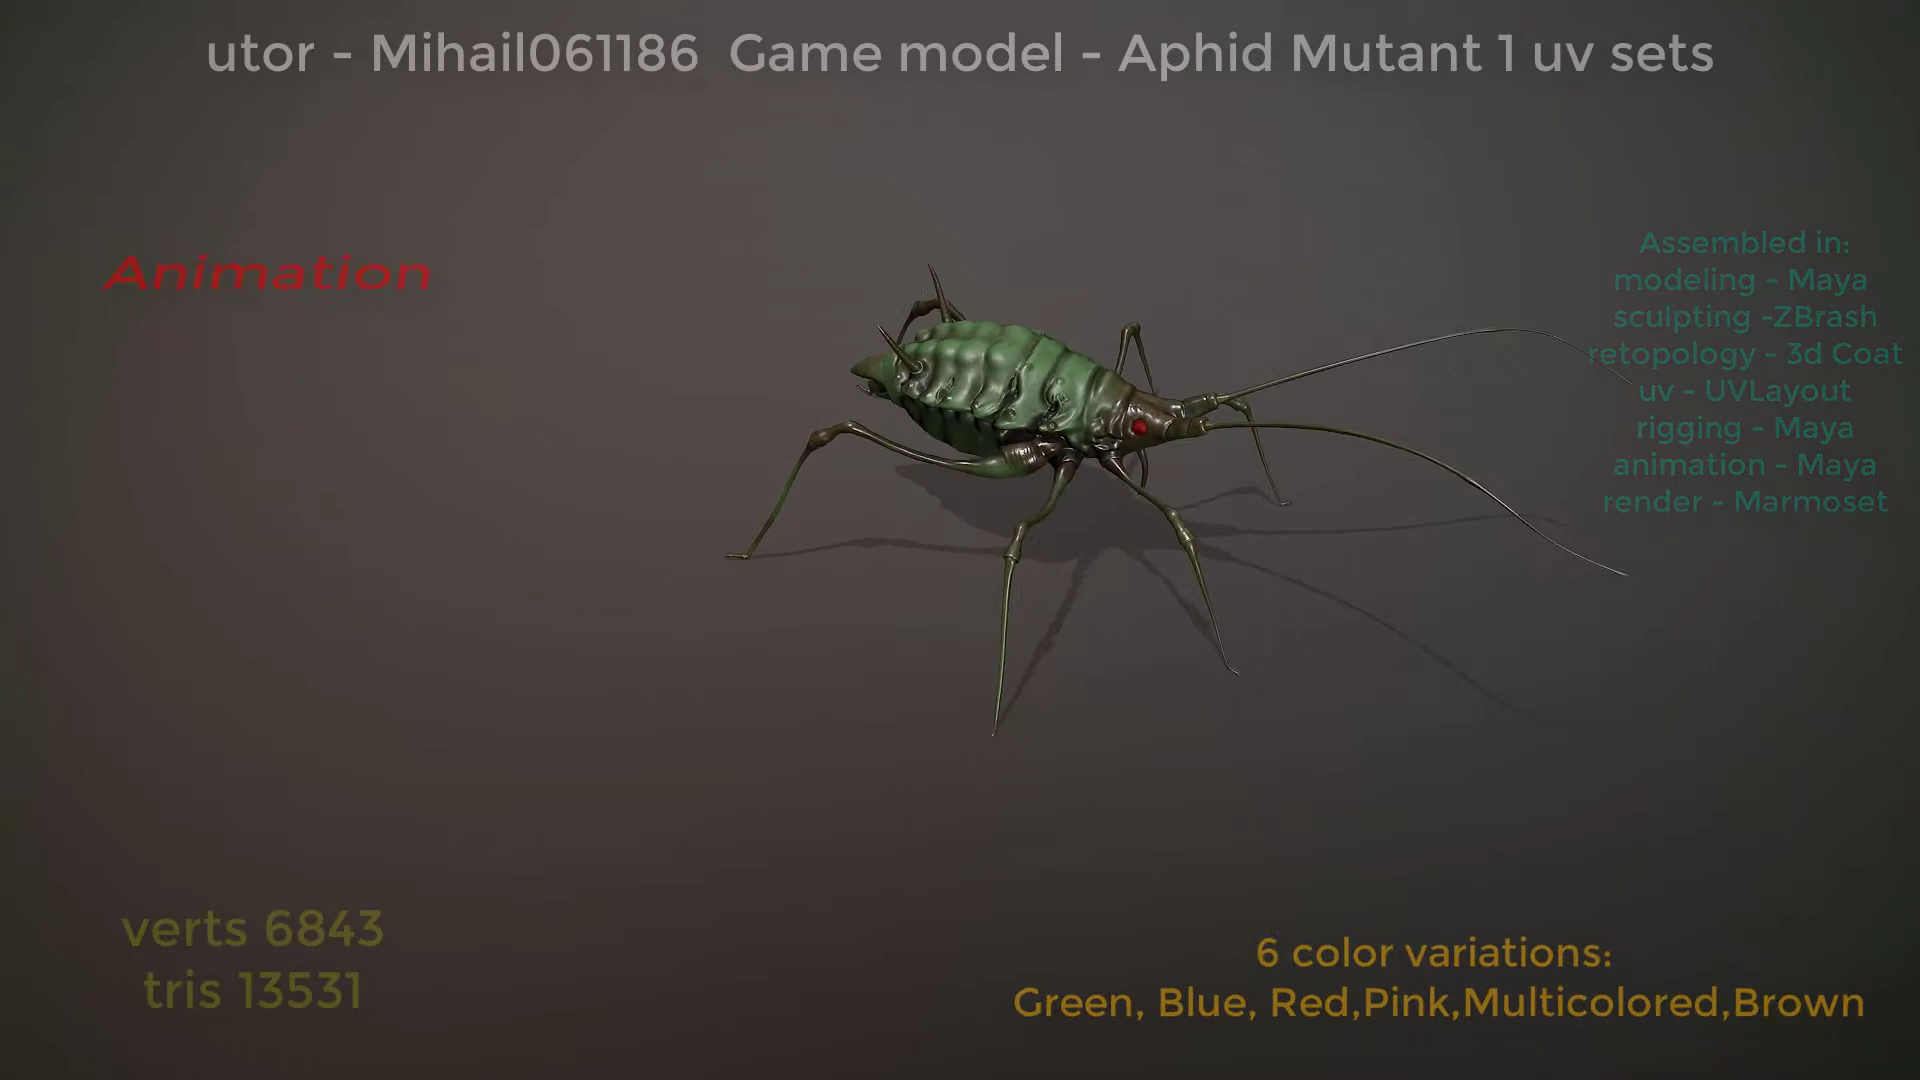 utor - Mihail061186 Game model - Aphid Mutant 1 uv sets
Animation
Assembled in:
modeling - Maya
sculpting -ZBrash
retopology - 3d Coat
uv - UVLayout
rigging - Maya
animation - Maya
render - Marmoset
verts 6843
tris 13531
6 color variations:
Green, Blue, Red,Pink,Multicolored,Brown